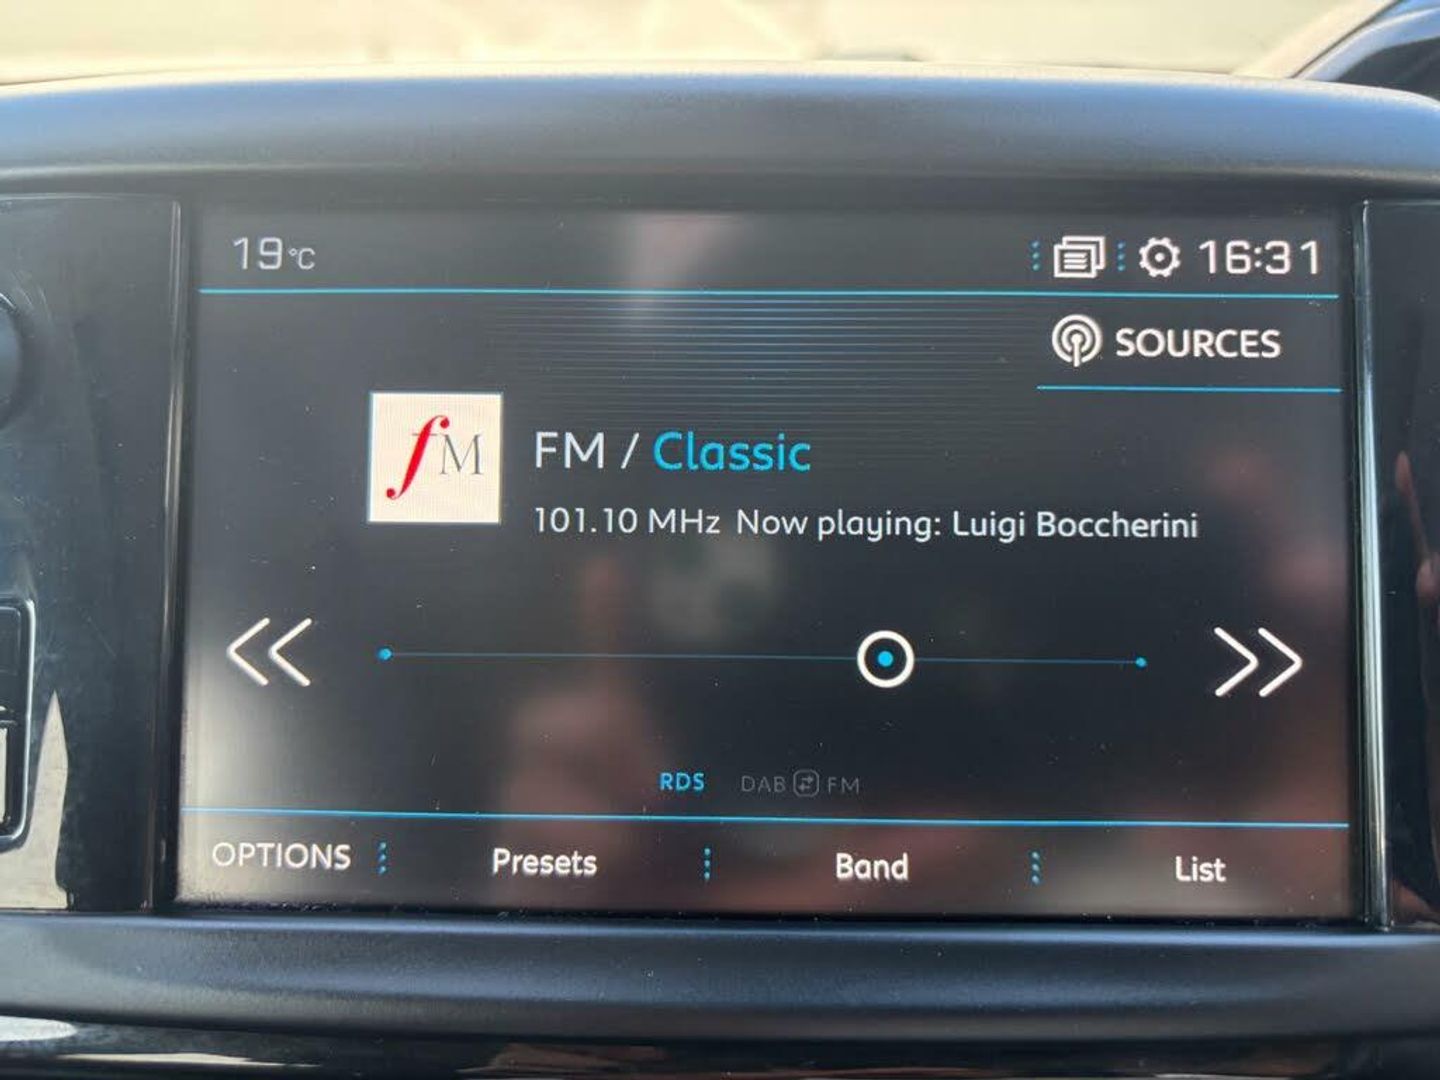 19°C 16:31
SOURCES
fM
FM / Classic
101.10 MHz Now playing: Luigi Boccherini
RDS DAB FM
OPTIONS Presets Band List